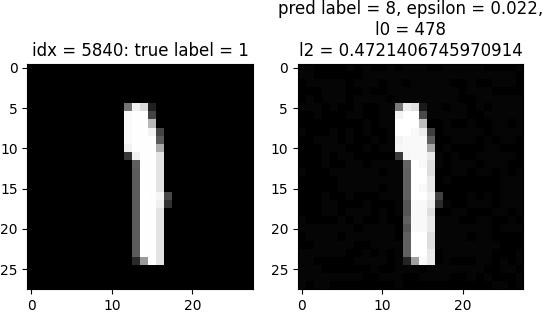 idx = 5840: true label = 1
0
5
10
15
20
25
0 10 20
pred label = 8, epsilon = 0.022,
l0 = 478
l2 = 0.4721406745970914
0
5
10
15
20
25
0 10 20